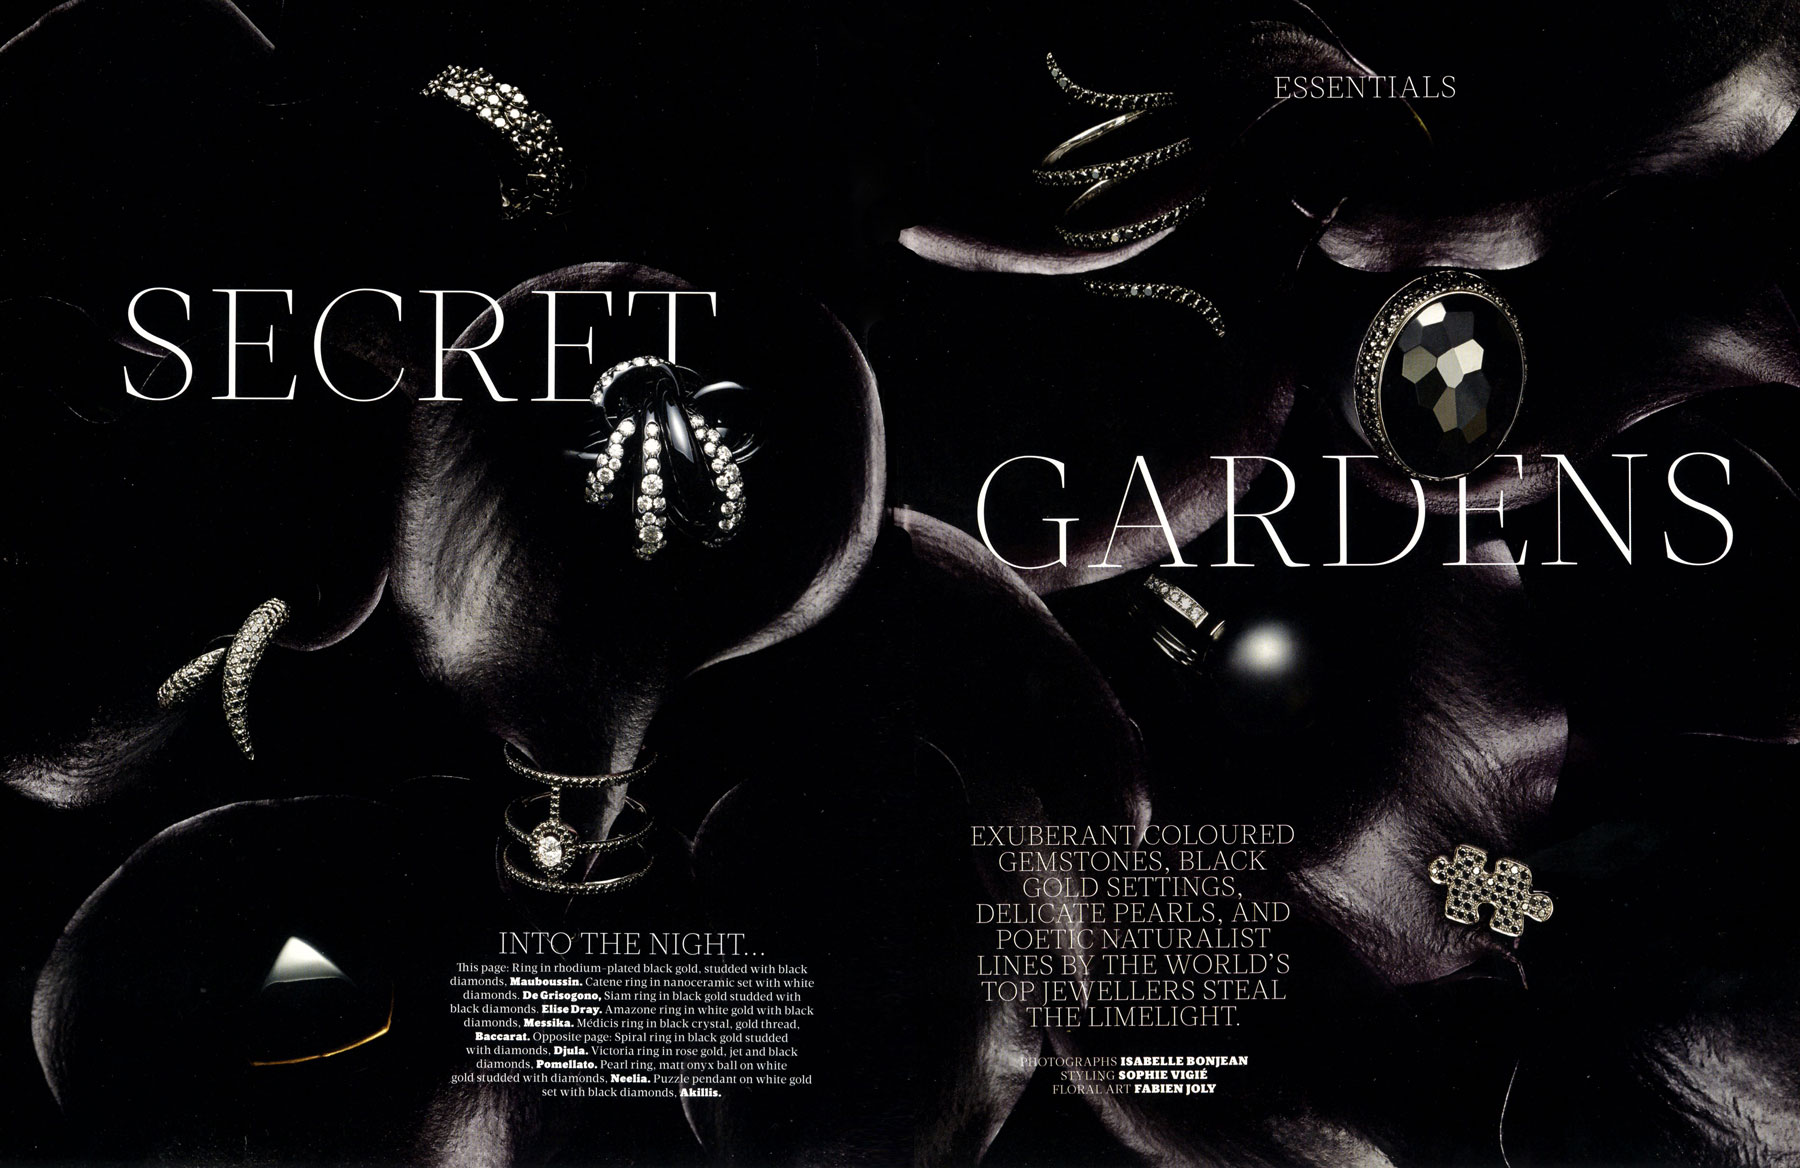 SECRET
INTO THE NIGHT...
This page: Ring in rhodium-plated black gold, studded with black
diamonds, Mauboussin. Catene ring in nanoceramic set with white
diamonds. De Grisogono, Siam ring in black gold studded with
black diamonds. Elise Dray. Amazone ring in white gold with black
diamonds, Messika. Médicis ring in black crystal, gold thread,
Baccarat. Opposite page: Spiral ring in black gold studded
with diamonds, Djula. Victoria ring in rose gold, jet and black
diamonds, Pomellato. Pearl ring, matt onyx ball on white
gold studded with diamonds, Neelia. Puzzle pendant on white gold
set with black diamonds, Akillis.
ESSENTIALS
GARDENS
EXUBERANT COLOURED
GEMSTONES, BLACK
GOLD SETTINGS,
DELICATE PEARLS, AND
POETIC NATURALIST
LINES BY THE WORLD'S
TOP JEWELLERS STEAL
THE LIMELIGHT.
PHOTOGRAPHS ISABELLE BONJEAN
STYLING SOPHIE VIGIÉ
FLORAL ART FABIEN JOLY